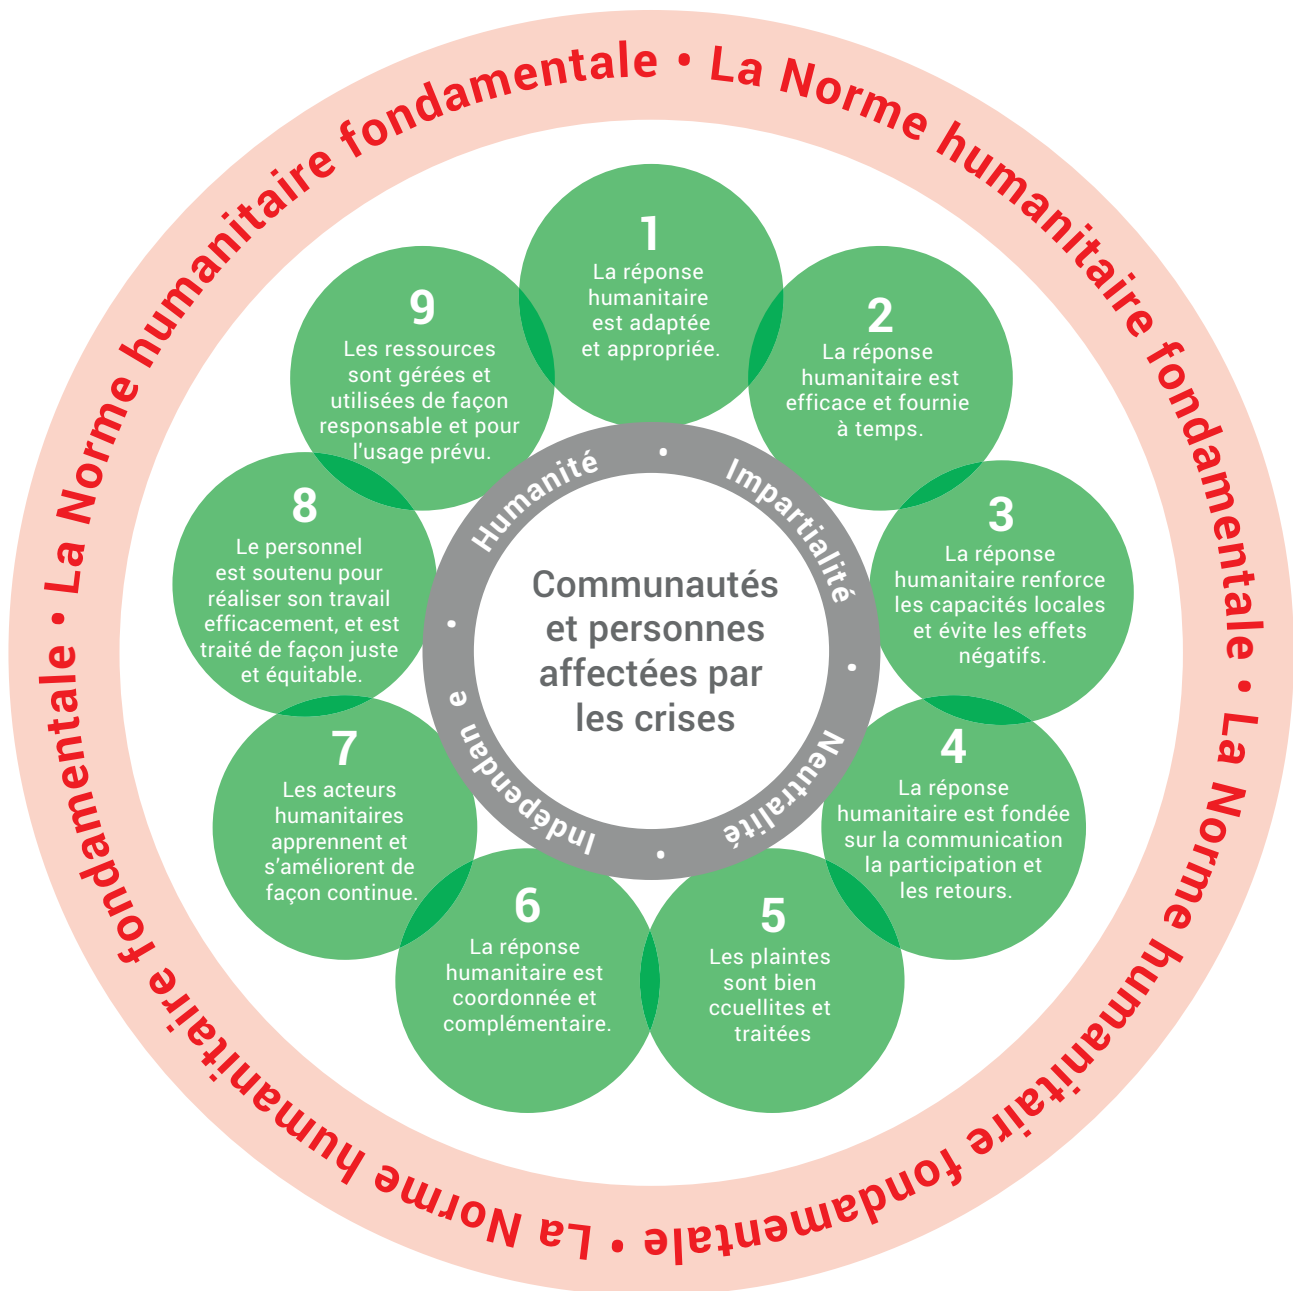 La Norme humanitaire fondamentale • La Norme humanitaire fondamentale • La Norme humanitaire fondamentale • La Norme humanitaire fondamentale •
1
La réponse
humanitaire
est adaptée
et appropriée.
2
La réponse
humanitaire est
efficace et fournie
à temps.
3
La réponse
humanitaire renforce
les capacités locales
et évite les effets
négatifs.
4
La réponse
humanitaire est fondée
sur la communication
la participation et
les retours.
5
Les plaintes
sont bien
ccuellites et
traitées
6
La réponse
humanitaire est
coordonnée et
complémentaire.
7
Les acteurs
humanitaires
apprennent et
s'améliorent de
façon continue.
8
Le personnel
est soutenu pour
réaliser son travail
efficacement, et est
traité de façon juste
et équitable.
9
Les ressources
sont gérées et
utilisées de façon
responsable et pour
l'usage prévu.
Humanité • Impartialité • Neutralité • Indépendan e •
Communautés
et personnes
affectées par
les crises